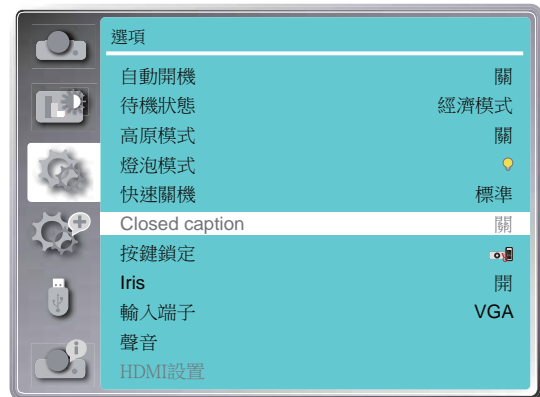 選項
自動開機 關
待機狀態 經濟模式
高原模式 關
燈泡模式
快速關機 標準
Closed caption 關
按鍵鎖定
Iris 開
輸入端子 VGA
聲音
HDMI設置